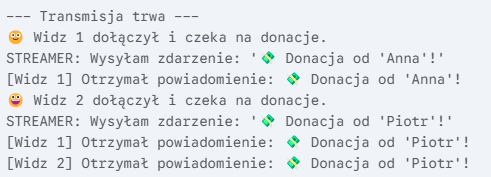 --- Transmisja trwa ---
🙂 Widz 1 dołączył i czeka na donacje.
STREAMER: Wysyłam zdarzenie: '💸 Donacja od 'Anna'!'
[Widz 1] Otrzymał powiadomienie: 💸 Donacja od 'Anna'!
😀 Widz 2 dołączył i czeka na donacje.
STREAMER: Wysyłam zdarzenie: '💸 Donacja od 'Piotr'!'
[Widz 1] Otrzymał powiadomienie: 💸 Donacja od 'Piotr'!
[Widz 2] Otrzymał powiadomienie: 💸 Donacja od 'Piotr'!